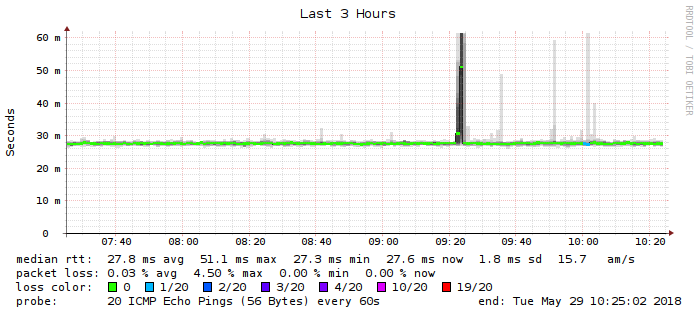 Last 3 Hours
RRDTOOL / TOBI OETIKER
Seconds
60 m
50 m
40 m
30 m
20 m
10 m
0
07:40 08:00 08:20 08:40 09:00 09:20 09:40 10:00 10:20
median rtt: 27.8 ms avg 51.1 ms max 27.3 ms min 27.6 ms now 1.8 ms sd 15.7 am/s
packet loss: 0.03 % avg 4.50 % max 0.00 % min 0.00 % now
loss color: 0 1/20 2/20 3/20 4/20 10/20 19/20
probe: 20 ICMP Echo Pings (56 Bytes) every 60s end: Tue May 29 10:25:02 2018